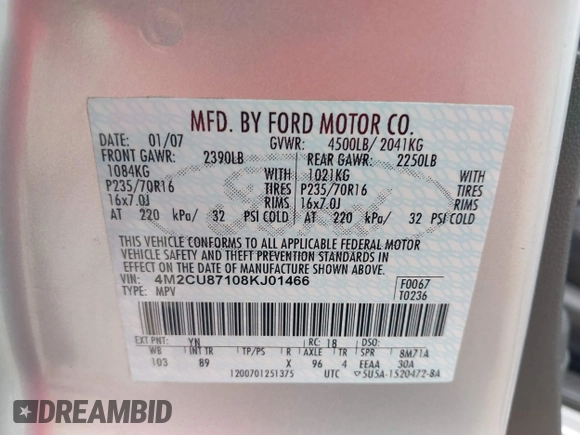 MFD. BY FORD MOTOR CO.
DATE: 01/07 GVWR: 4500LB/ 2041KG
FRONT GAWR: 2390LB REAR GAWR: 2250LB
1084KG WITH 1021KG WITH
P235/70R16 TIRES P235/70R16 TIRES
16x7.0J RIMS 16x7.0J RIMS
AT 220 kPa/ 32 PSI COLD AT 220 kPa/ 32 PSI COLD
THIS VEHICLE CONFORMS TO ALL APPLICABLE FEDERAL MOTOR
VEHICLE SAFETY AND THEFT PREVENTION STANDARDS IN
EFFECT ON THE DATE OF MANUFACTURE SHOWN ABOVE.
VIN: 4M2CU87108KJ01466 F0067
TYPE: MPV T0236
EXT PNT: YN RC: 18 DSO:
WB INT TR TP/PS R AXLE TR SPR 8M71A
103 89 X 96 4 EEAA 30A
1200701251375 UTC 5U5A-1520472-8A
Ford
DREAMBID